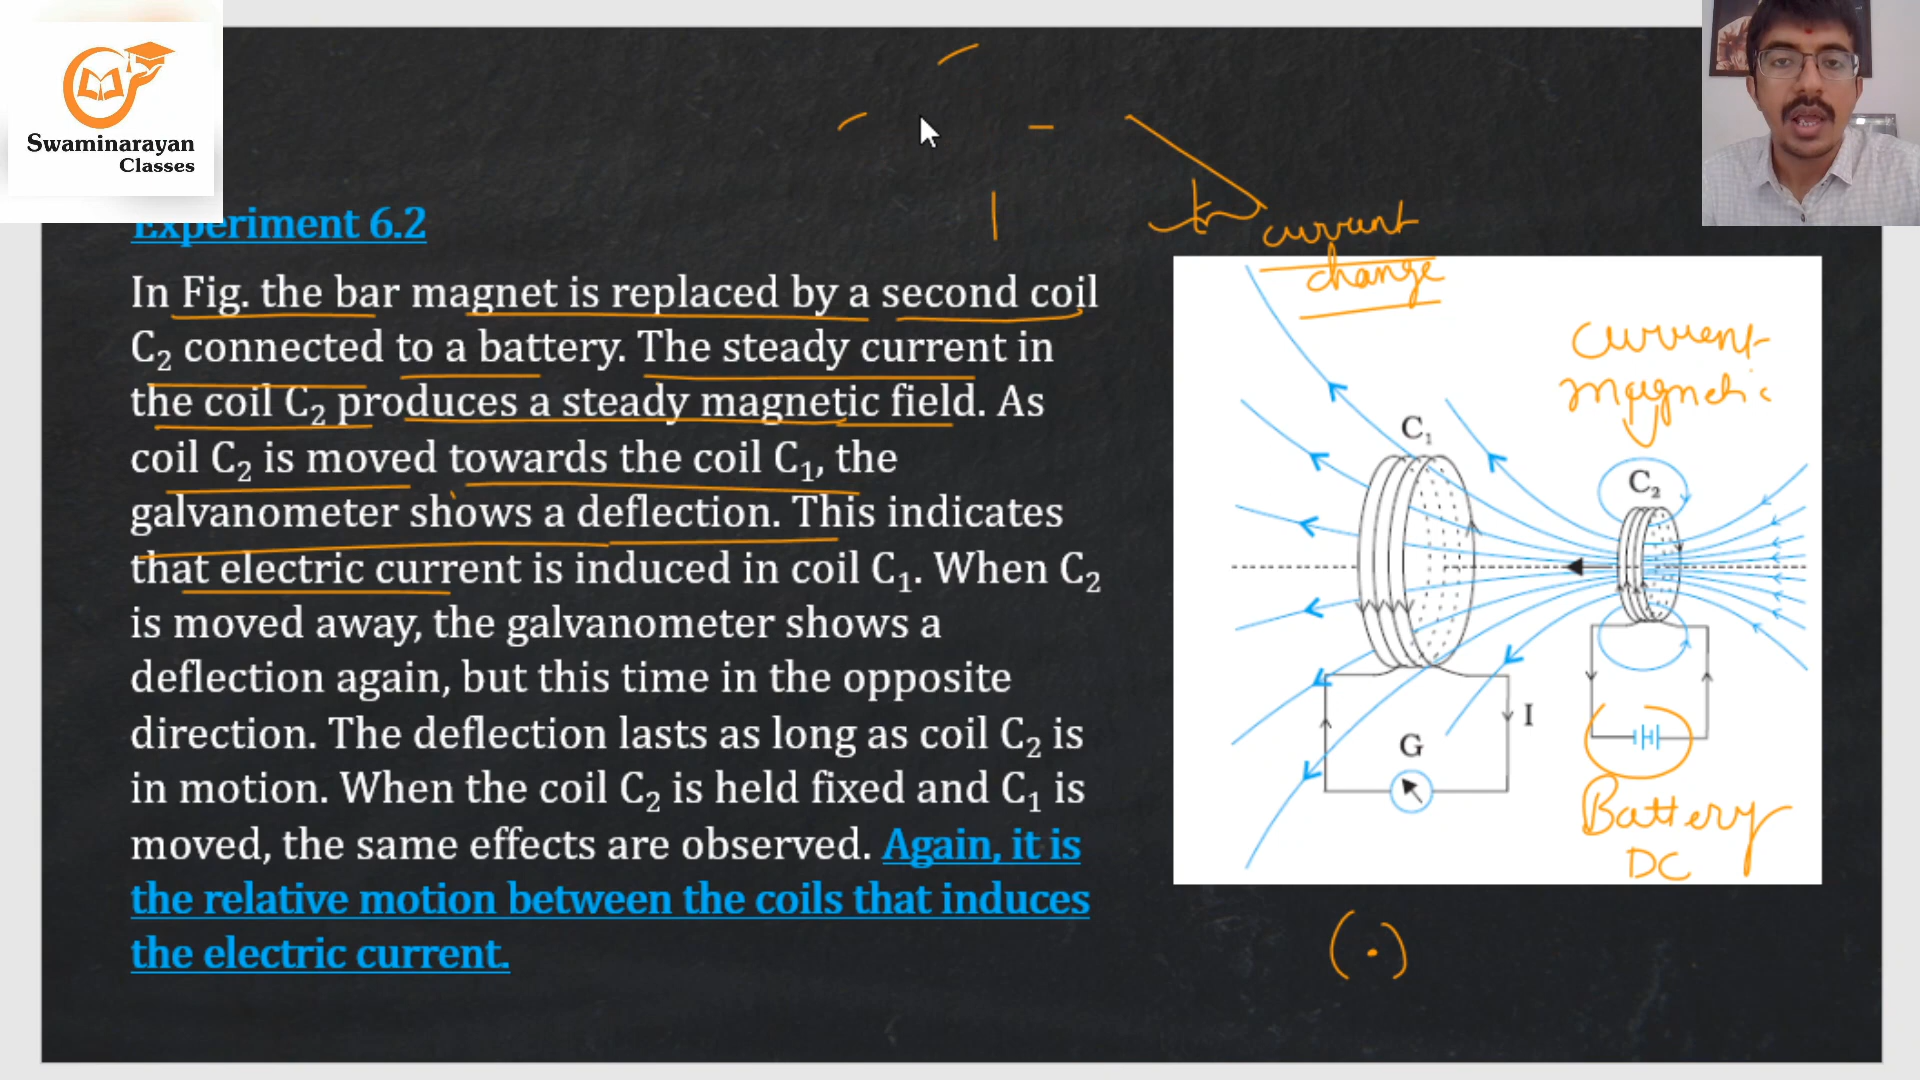 Swaminarayan
Classes
Experiment 6.2
In Fig. the bar magnet is replaced by a second coil
C₂ connected to a battery. The steady current in
the coil C₂ produces a steady magnetic field. As
coil C₂ is moved towards the coil C₁, the
galvanometer shows a deflection. This indicates
that electric current is induced in coil C₁. When C₂
is moved away, the galvanometer shows a
deflection again, but this time in the opposite
direction. The deflection lasts as long as coil C₂ is
in motion. When the coil C₂ is held fixed and C₁ is
moved, the same effects are observed. Again, it is
the relative motion between the coils that induces
the electric current.
current
change
current
magnetic
C₁
C₂
I
G
Battery
DC
(.)